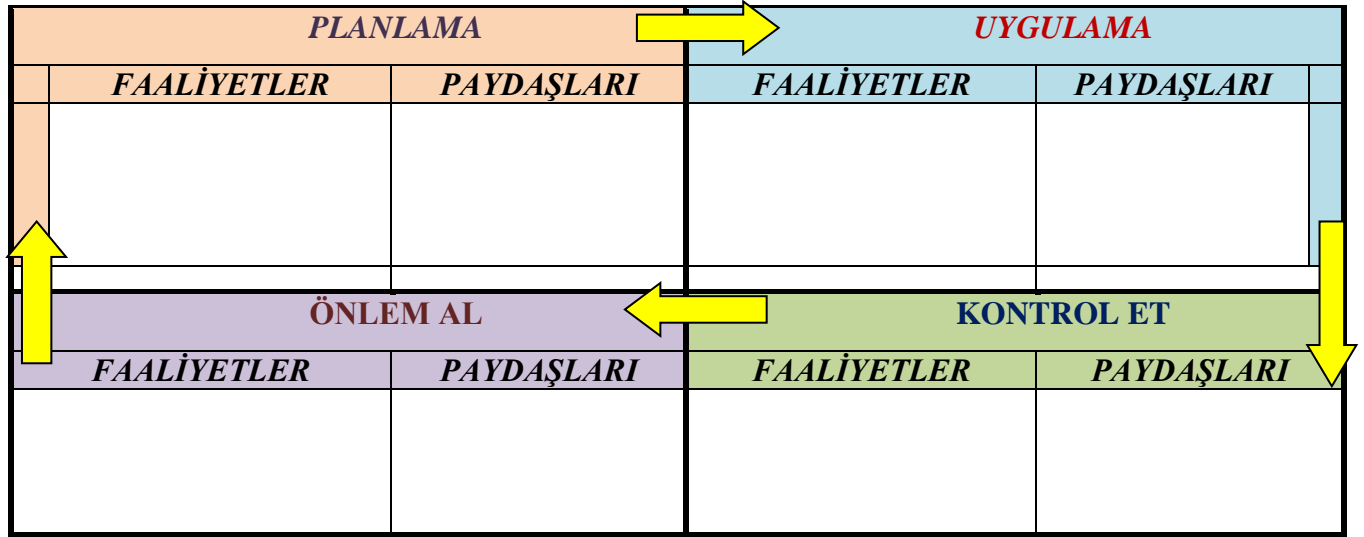 PLANLAMA UYGULAMA
FAALİYETLER PAYDAŞLARI FAALİYETLER PAYDAŞLARI
ÖNLEM AL KONTROL ET
FAALİYETLER PAYDAŞLARI FAALİYETLER PAYDAŞLARI